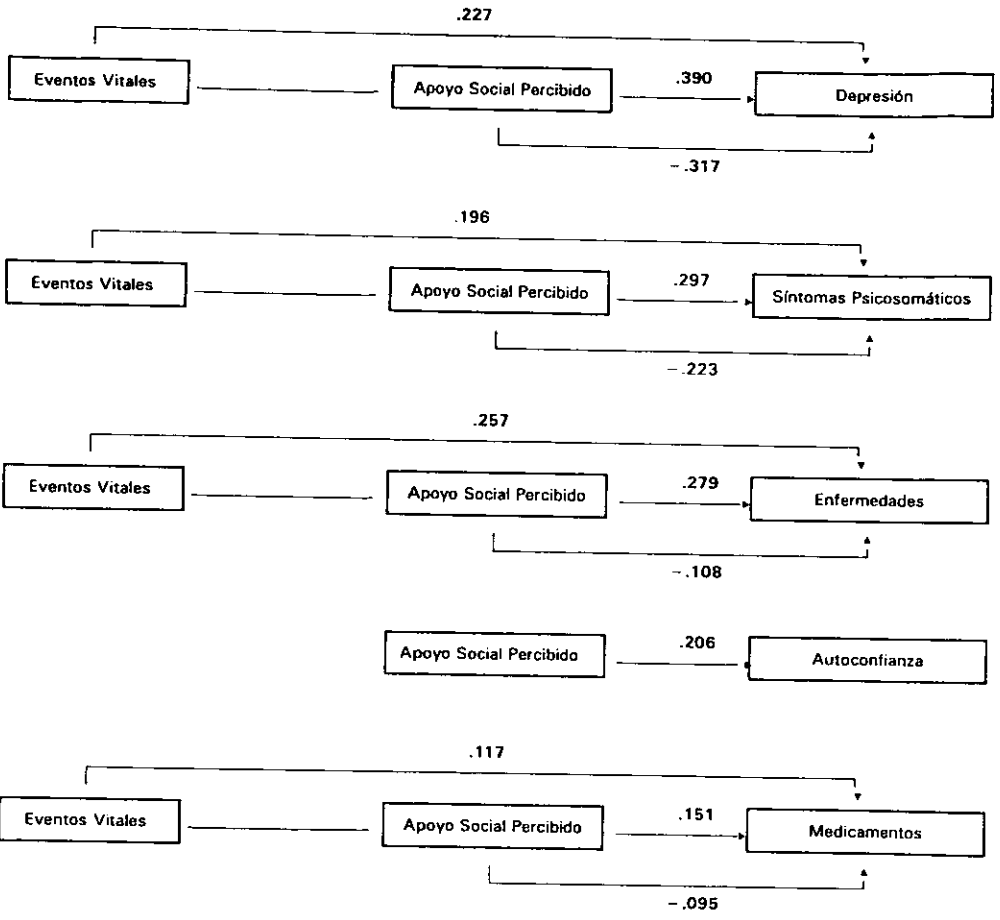 .227
Eventos Vitales
Apoyo Social Percibido
.390
Depresión
– .317
.196
Eventos Vitales
Apoyo Social Percibido
.297
Síntomas Psicosomáticos
– .223
.257
Eventos Vitales
Apoyo Social Percibido
.279
Enfermedades
– .108
Apoyo Social Percibido
.206
Autoconfianza
.117
Eventos Vitales
Apoyo Social Percibido
.151
Medicamentos
– .095